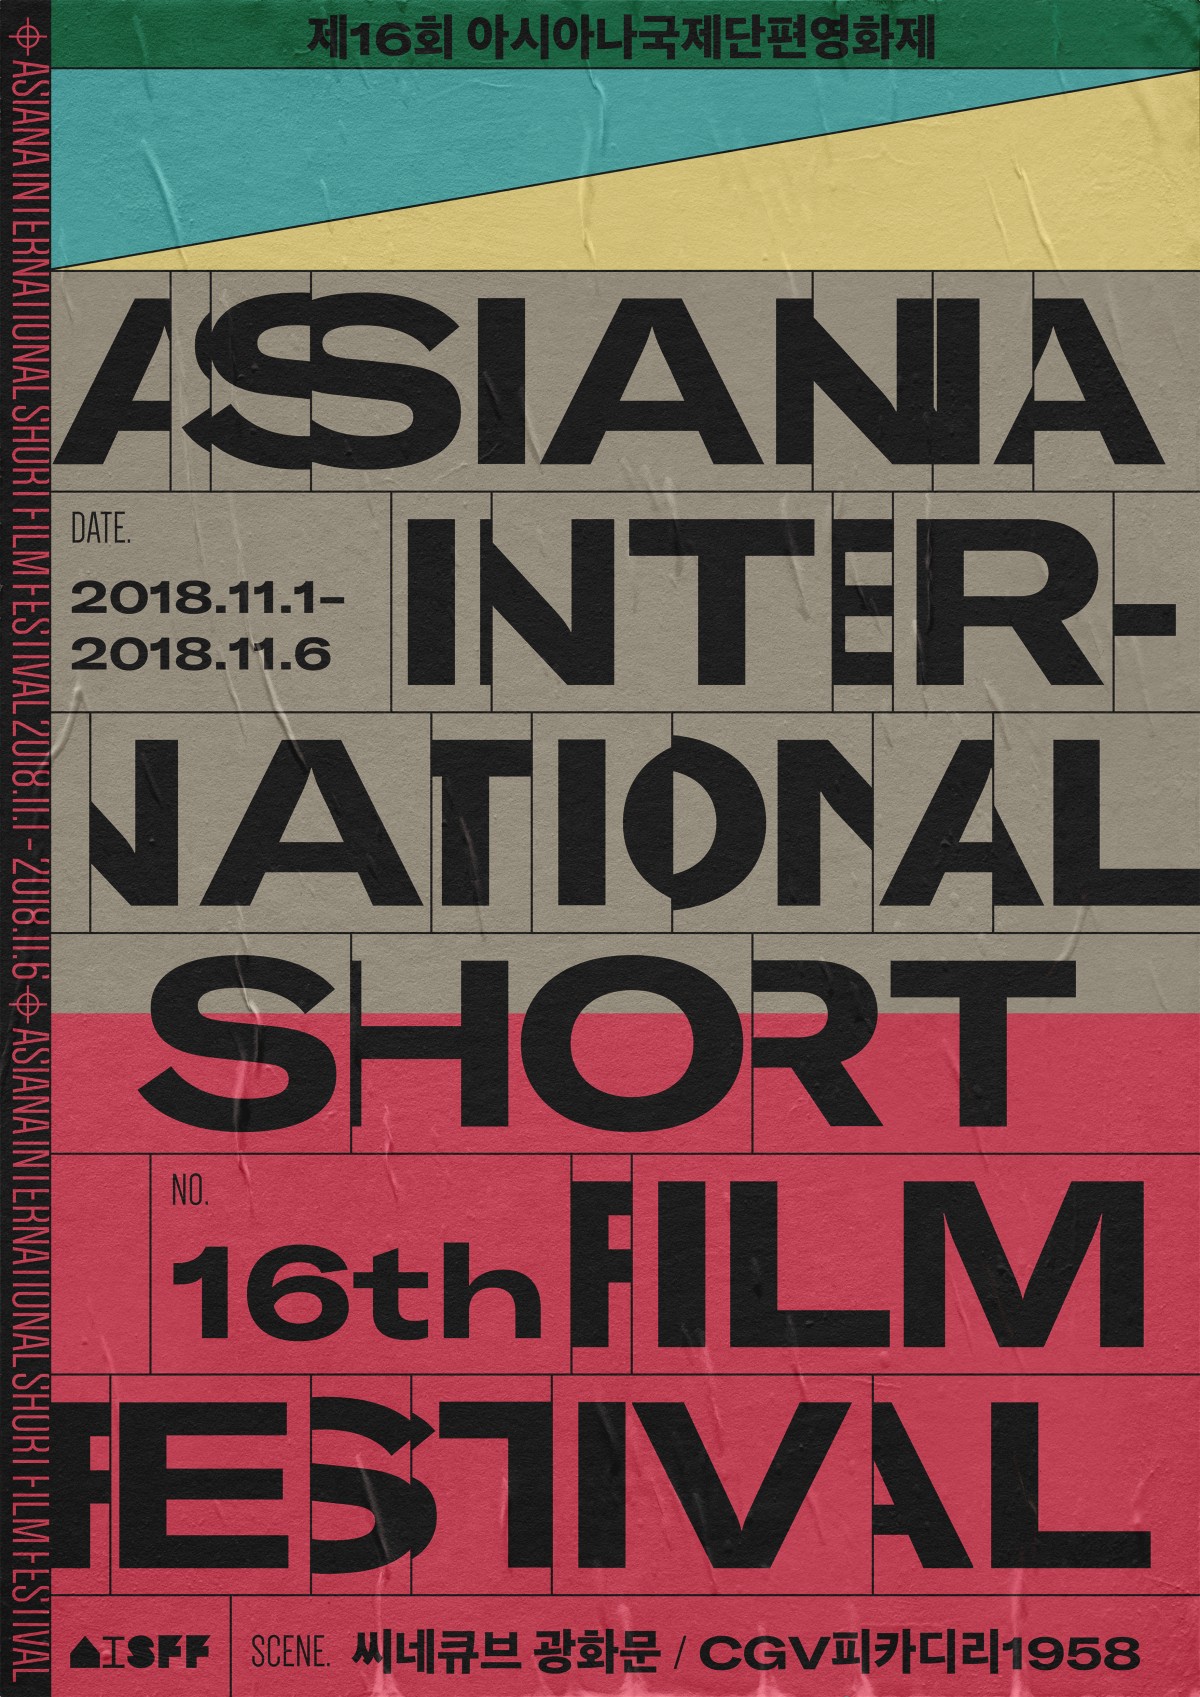 제16회 아시아나국제단편영화제
ASIANA INTERNATIONAL SHORT FILM FESTIVAL 2018.11.1 - 2018.11.6
ASIANA INTERNATIONAL SHORT FILM FESTIVAL
ASIANA
DATE.
2018.11.1–
2018.11.6
INTER-
NATIONAL
SHORT
NO.
16th
FILM
FESTIVAL
AISFF
SCENE. 씨네큐브 광화문 / CGV피카디리1958